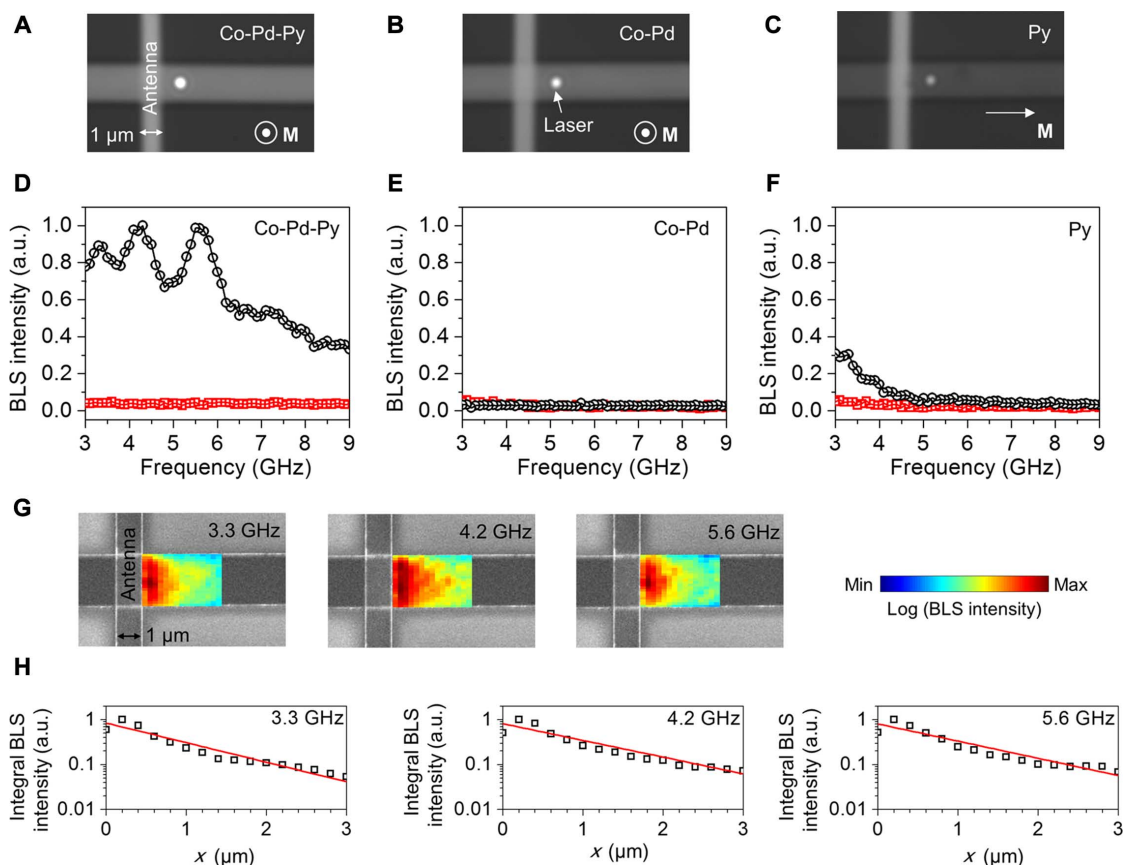 A
Co-Pd-Py
Antenna
1 μm
M
B
Co-Pd
Laser
M
C
Py
M
D
BLS intensity (a.u.)
1.0
0.8
0.6
0.4
0.2
0.0
Co-Pd-Py
3 4 5 6 7 8 9
Frequency (GHz)
E
BLS intensity (a.u.)
1.0
0.8
0.6
0.4
0.2
0.0
Co-Pd
3 4 5 6 7 8 9
Frequency (GHz)
F
BLS intensity (a.u.)
1.0
0.8
0.6
0.4
0.2
0.0
Py
3 4 5 6 7 8 9
Frequency (GHz)
G
3.3 GHz
Antenna
1 μm
4.2 GHz
5.6 GHz
Min Max
Log (BLS intensity)
H
Integral BLS
intensity (a.u.)
1
0.1
0.01
3.3 GHz
0 1 2 3
x (μm)
Integral BLS
intensity (a.u.)
1
0.1
0.01
4.2 GHz
0 1 2 3
x (μm)
Integral BLS
intensity (a.u.)
1
0.1
0.01
5.6 GHz
0 1 2 3
x (μm)